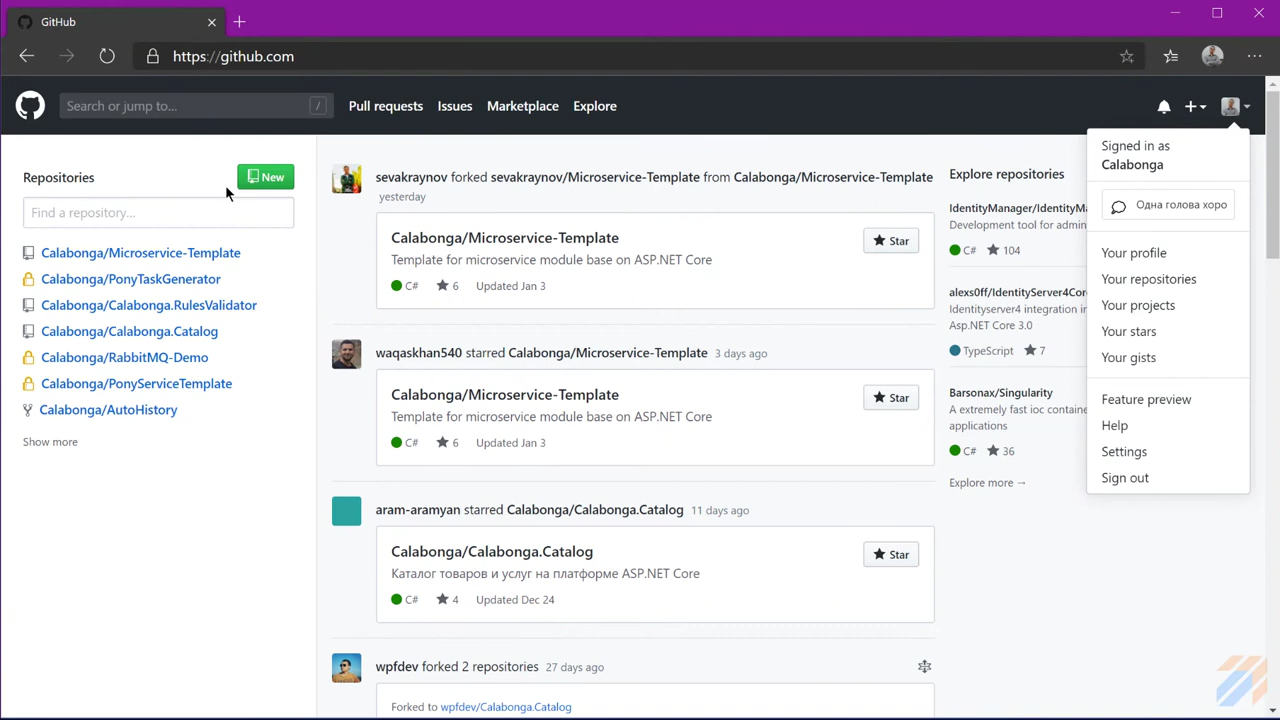 GitHub
https://github.com
Search or jump to...
/
Pull requests
Issues
Marketplace
Explore
Repositories
New
Find a repository...
Calabonga/Microservice-Template
Calabonga/PonyTaskGenerator
Calabonga/Calabonga.RulesValidator
Calabonga/Calabonga.Catalog
Calabonga/RabbitMQ-Demo
Calabonga/PonyServiceTemplate
Calabonga/AutoHistory
Show more
sevakraynov forked sevakraynov/Microservice-Template from Calabonga/Microservice-Template
yesterday
Calabonga/Microservice-Template
Star
Template for microservice module base on ASP.NET Core
C# 6 Updated Jan 3
waqaskhan540 starred Calabonga/Microservice-Template 3 days ago
Calabonga/Microservice-Template
Star
Template for microservice module base on ASP.NET Core
C# 6 Updated Jan 3
aram-aramyan starred Calabonga/Calabonga.Catalog 11 days ago
Calabonga/Calabonga.Catalog
Star
Каталог товаров и услуг на платформе ASP.NET Core
C# 4 Updated Dec 24
wpfdev forked 2 repositories 27 days ago
Forked to wpfdev/Calabonga.Catalog
Explore repositories
IdentityManager/IdentityMa
Development tool for admin
C# 104
alexs0ff/IdentityServer4Cor
Identityserver4 integration in
Asp.NET Core 3.0
TypeScript 7
Barsonax/Singularity
A extremely fast ioc containe
applications
C# 36
Explore more →
Signed in as
Calabonga
Одна голова хоро
Your profile
Your repositories
Your projects
Your stars
Your gists
Feature preview
Help
Settings
Sign out